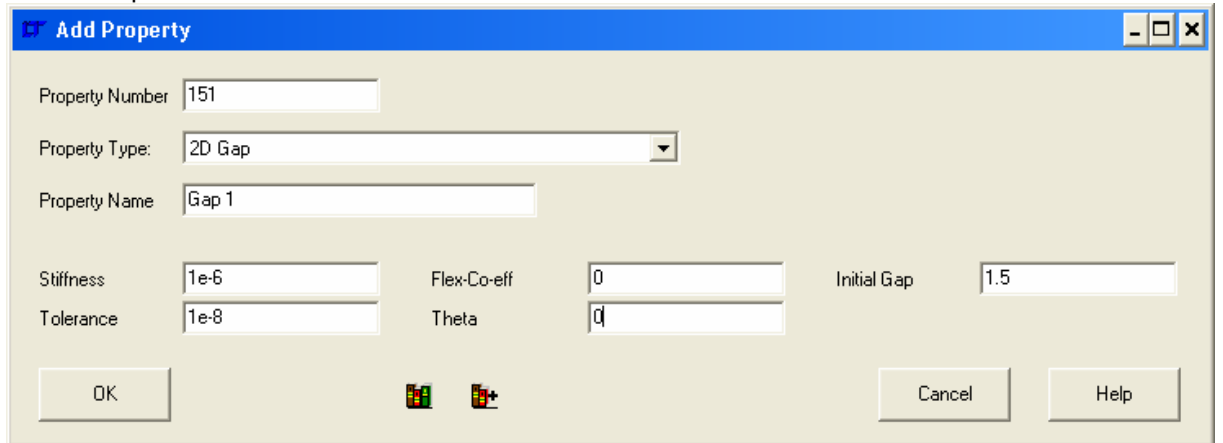 Add Property
Property Number 151
Property Type: 2D Gap
Property Name Gap 1
Stiffness 1e-6 Flex-Co-eff 0 Initial Gap 1.5
Tolerance 1e-8 Theta 0
OK Cancel Help